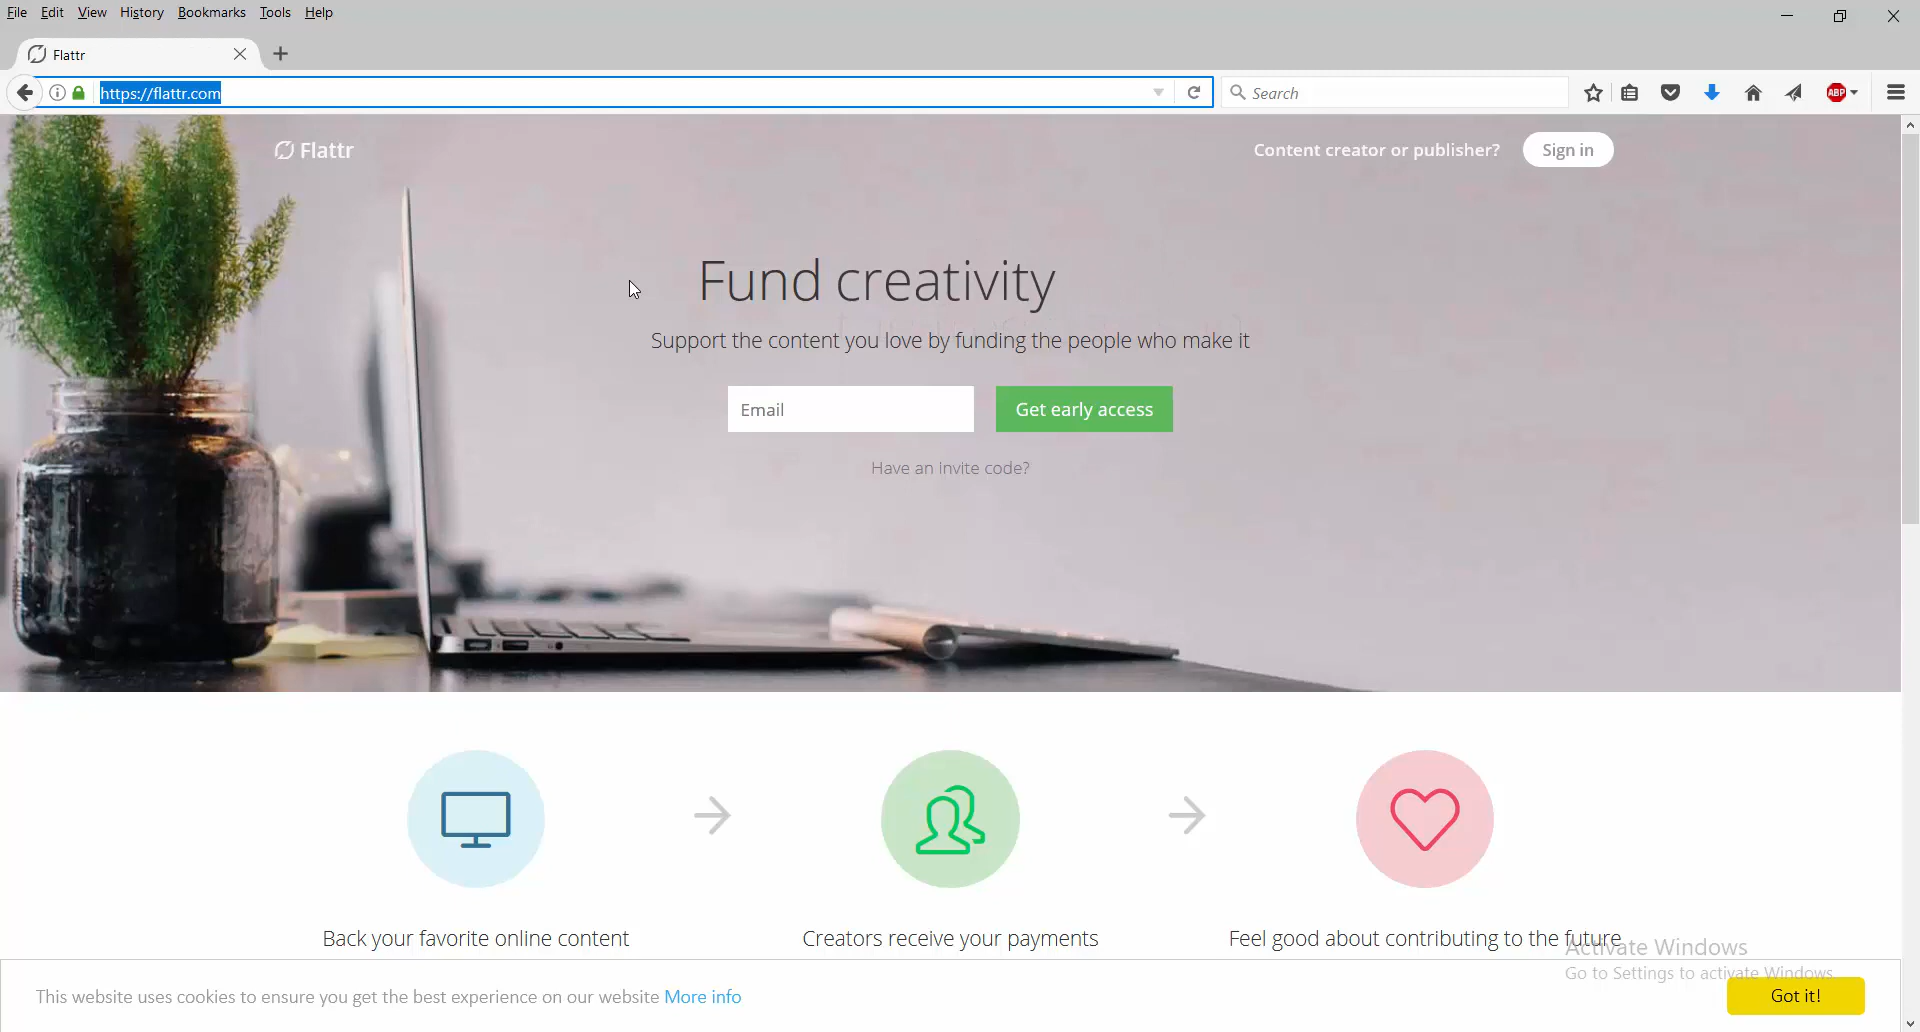 File Edit View History Bookmarks Tools Help
Flattr
https://flattr.com
Search
ABP
Flattr
Content creator or publisher?
Sign in
Fund creativity
Support the content you love by funding the people who make it
Email
Get early access
Have an invite code?
Back your favorite online content
Creators receive your payments
Feel good about contributing to the future
Activate Windows
Go to Settings to activate Windows.
This website uses cookies to ensure you get the best experience on our website More info
Got it!